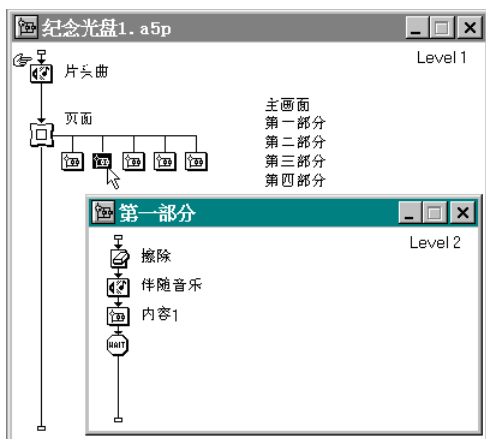 纪念光盘1.a5p
Level 1
片头曲
页面
主画面
第一部分
第二部分
第三部分
第四部分
第一部分
Level 2
擦除
伴随音乐
内容1
WAIT